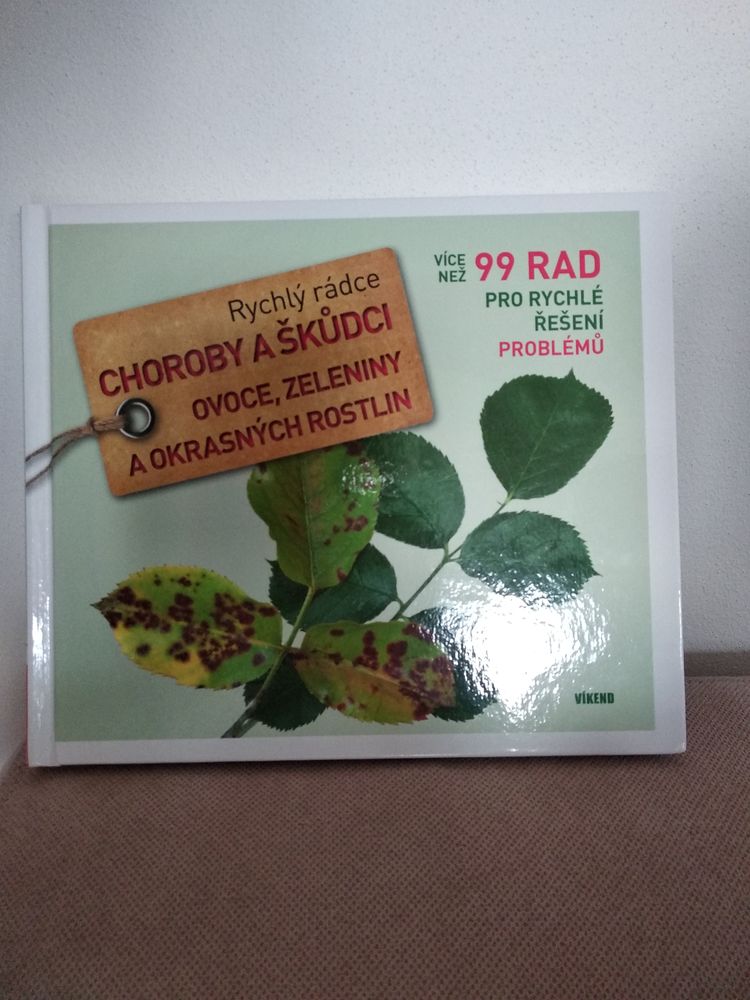 Rychlý rádce
CHOROBY A ŠKŮDCI
OVOCE, ZELENINY
A OKRASNÝCH ROSTLIN
VÍCE
NEŽ
99 RAD
PRO RYCHLÉ
ŘEŠENÍ
PROBLÉMŮ
VÍKEND